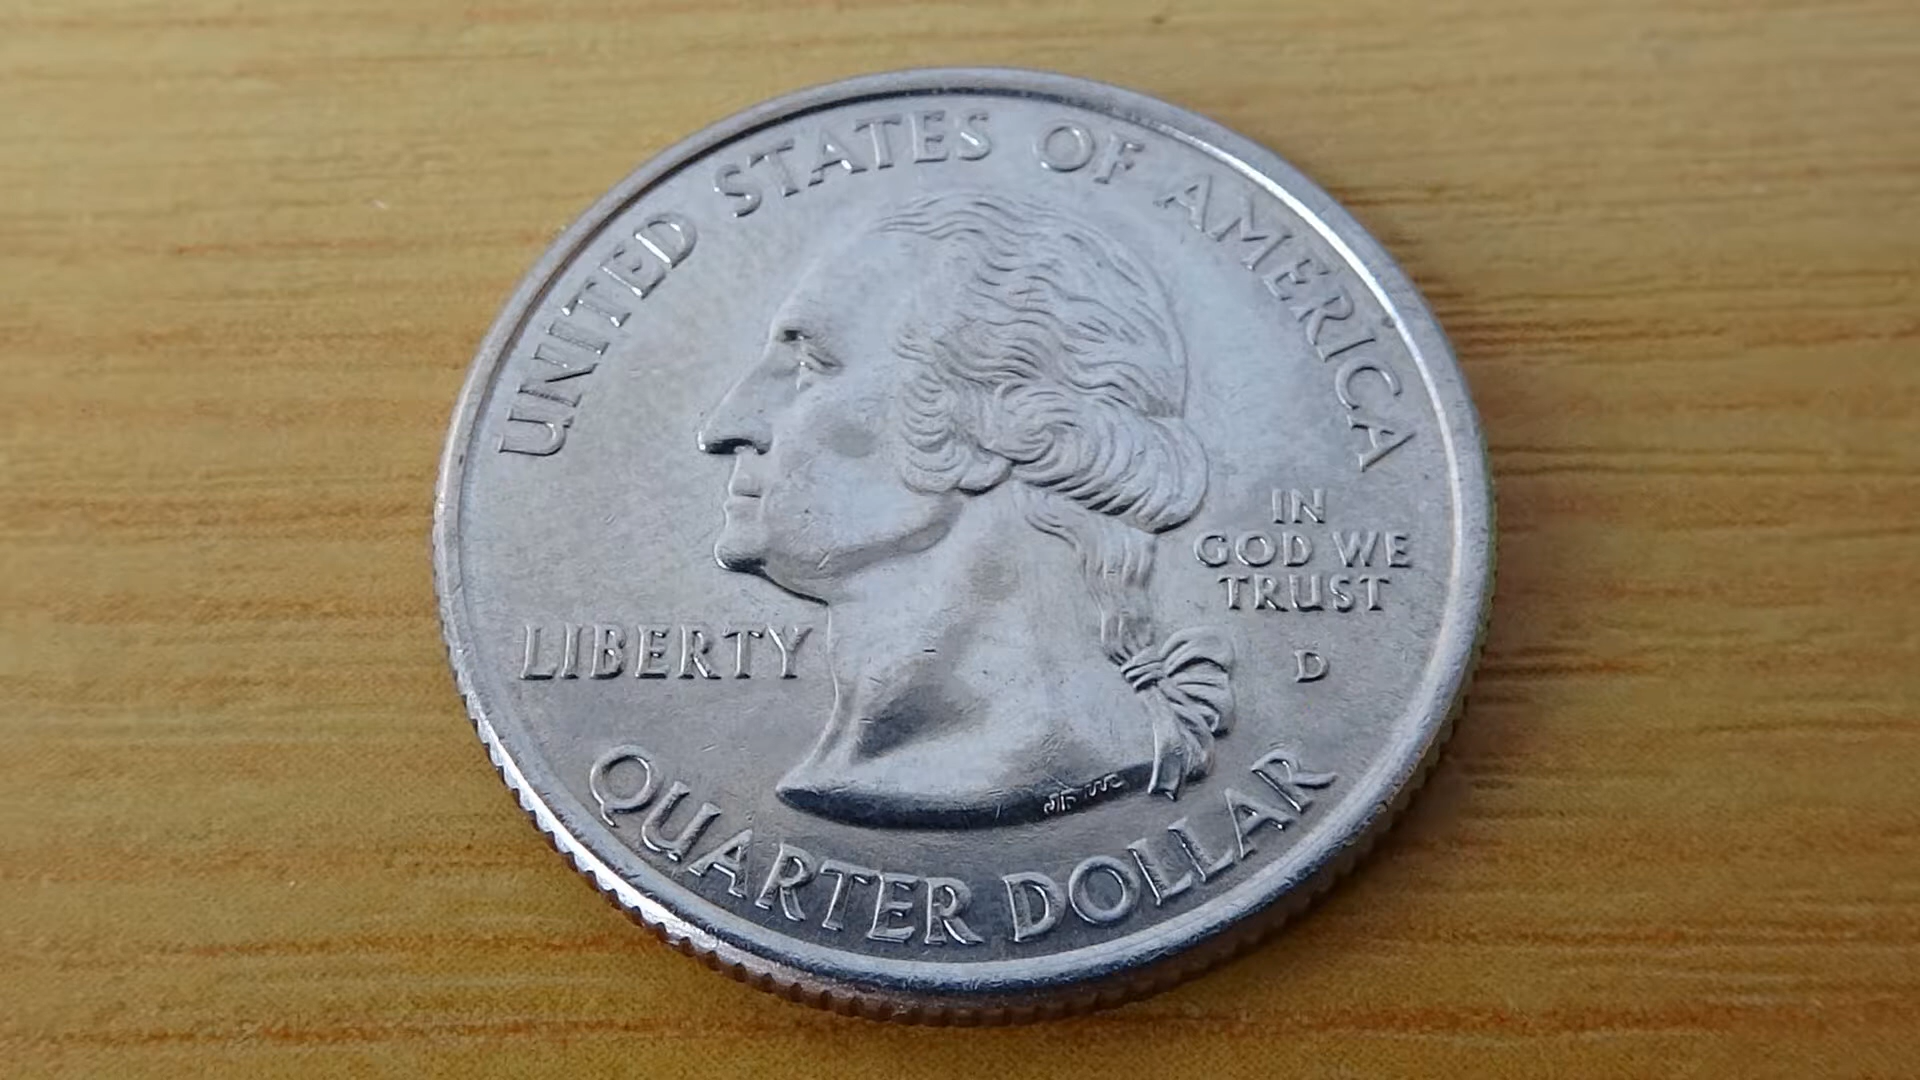 UNITED STATES OF AMERICA
LIBERTY
IN
GOD WE
TRUST
D
QUARTER DOLLAR